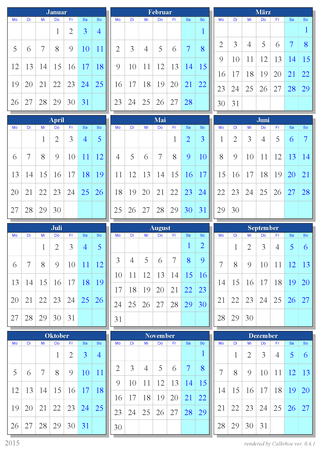 Januar Februar März
Mo Di Mi Do Fr Sa So Mo Di Mi Do Fr Sa So Mo Di Mi Do Fr Sa So
1 2 3 4 1 1
5 6 7 8 9 10 11 2 3 4 5 6 7 8 2 3 4 5 6 7 8
12 13 14 15 16 17 18 9 10 11 12 13 14 15 9 10 11 12 13 14 15
19 20 21 22 23 24 25 16 17 18 19 20 21 22 16 17 18 19 20 21 22
26 27 28 29 30 31 23 24 25 26 27 28 23 24 25 26 27 28 29
30 31
April Mai Juni
Mo Di Mi Do Fr Sa So Mo Di Mi Do Fr Sa So Mo Di Mi Do Fr Sa So
1 2 3 4 5 1 2 3 1 2 3 4 5 6 7
6 7 8 9 10 11 12 4 5 6 7 8 9 10 8 9 10 11 12 13 14
13 14 15 16 17 18 19 11 12 13 14 15 16 17 15 16 17 18 19 20 21
20 21 22 23 24 25 26 18 19 20 21 22 23 24 22 23 24 25 26 27 28
27 28 29 30 25 26 27 28 29 30 31 29 30
Juli August September
Mo Di Mi Do Fr Sa So Mo Di Mi Do Fr Sa So Mo Di Mi Do Fr Sa So
1 2 3 4 5 1 2 1 2 3 4 5 6
6 7 8 9 10 11 12 3 4 5 6 7 8 9 7 8 9 10 11 12 13
13 14 15 16 17 18 19 10 11 12 13 14 15 16 14 15 16 17 18 19 20
20 21 22 23 24 25 26 17 18 19 20 21 22 23 21 22 23 24 25 26 27
27 28 29 30 31 24 25 26 27 28 29 30 28 29 30
31
Oktober November Dezember
Mo Di Mi Do Fr Sa So Mo Di Mi Do Fr Sa So Mo Di Mi Do Fr Sa So
1 2 3 4 1 1 2 3 4 5 6
5 6 7 8 9 10 11 2 3 4 5 6 7 8 7 8 9 10 11 12 13
12 13 14 15 16 17 18 9 10 11 12 13 14 15 14 15 16 17 18 19 20
19 20 21 22 23 24 25 16 17 18 19 20 21 22 21 22 23 24 25 26 27
26 27 28 29 30 31 23 24 25 26 27 28 29 28 29 30 31
30
2015 rendered by Callirhoe ver. 0.4.1